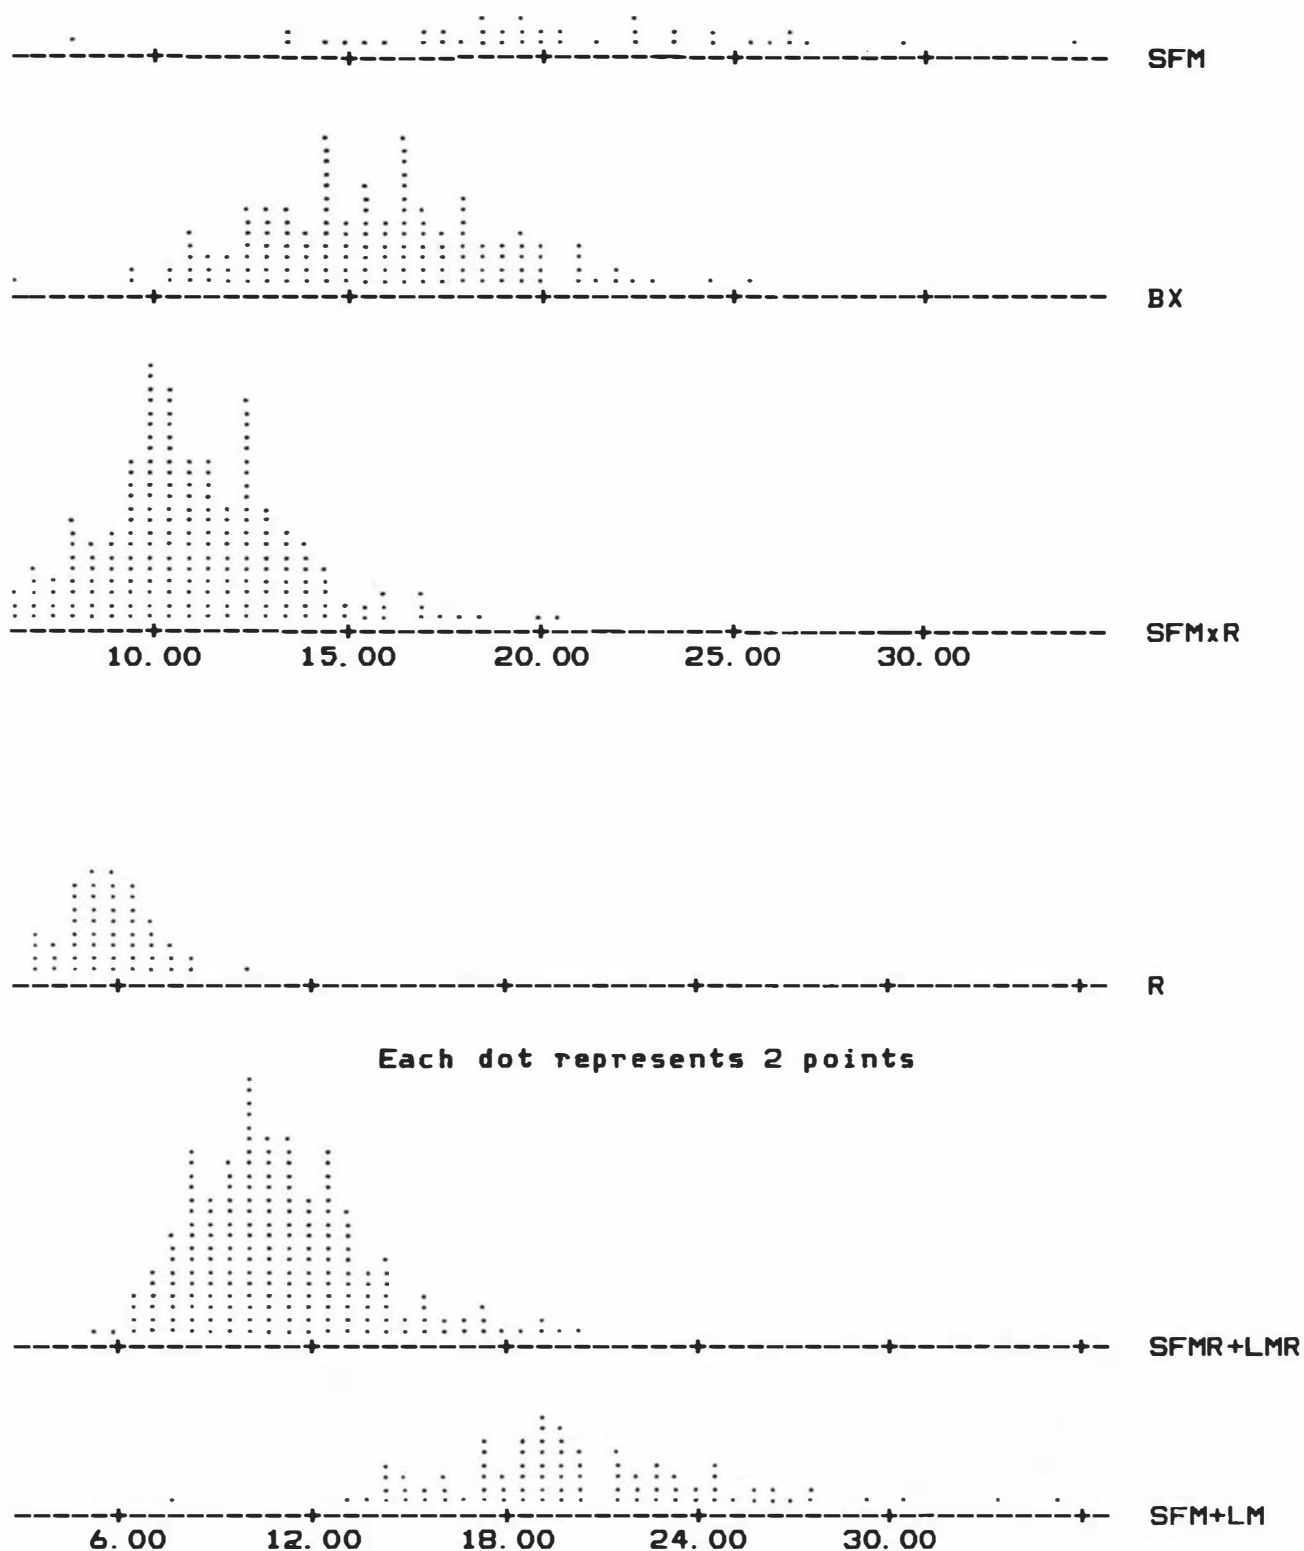 SFM
BX
SFMxR
10.00 15.00 20.00 25.00 30.00
R
Each dot represents 2 points
SFMR+LMR
SFM+LM
6.00 12.00 18.00 24.00 30.00